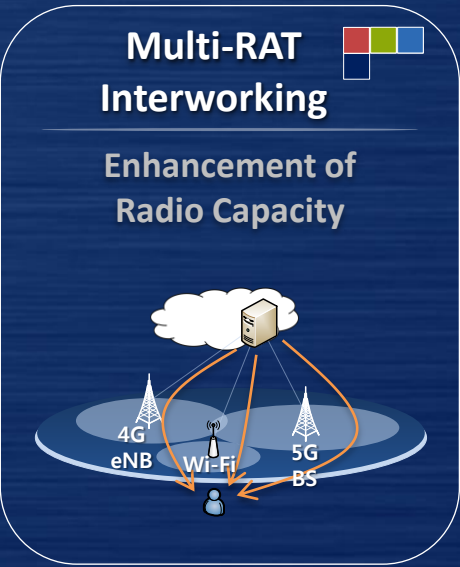 Multi-RAT
Interworking
Enhancement of
Radio Capacity
4G
eNB
Wi-Fi
5G
BS